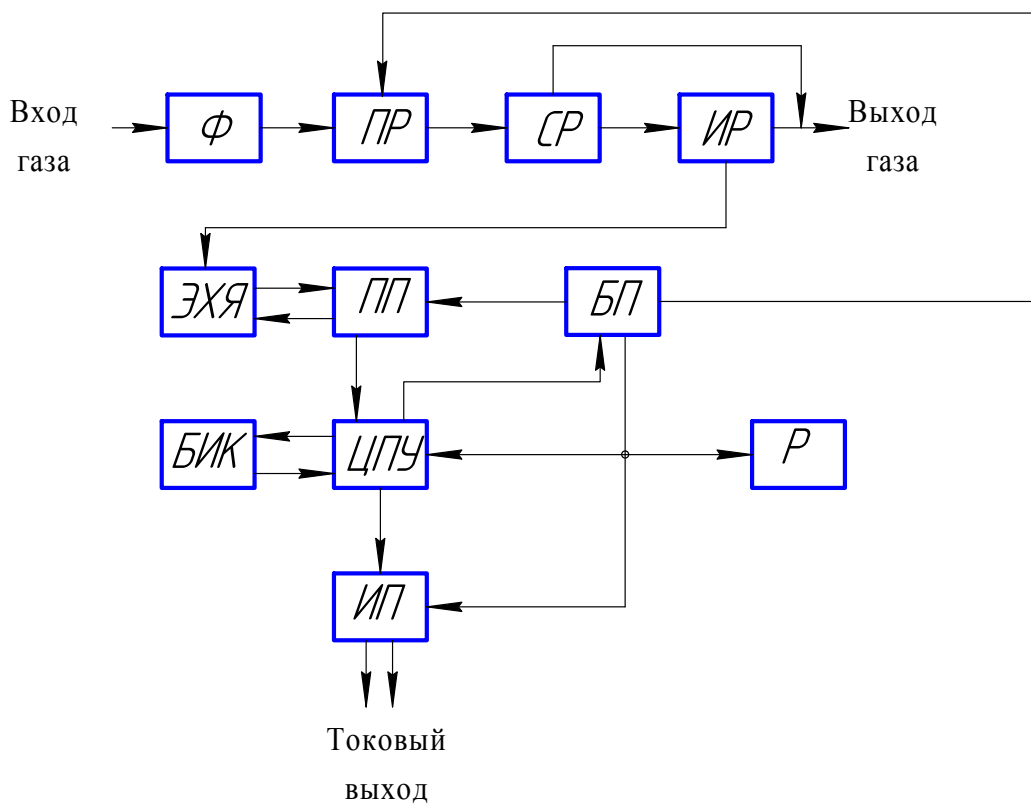 Вход
газа
Ф
ПР
СР
ИР
Выход
газа
ЭХЯ
ПП
БП
БИК
ЦПУ
Р
ИП
Токовый
выход